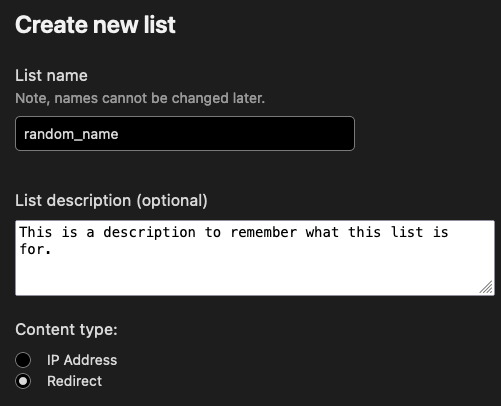 Create new list
List name
Note, names cannot be changed later.
random_name
List description (optional)
This is a description to remember what this list is
for.
Content type:
IP Address
Redirect